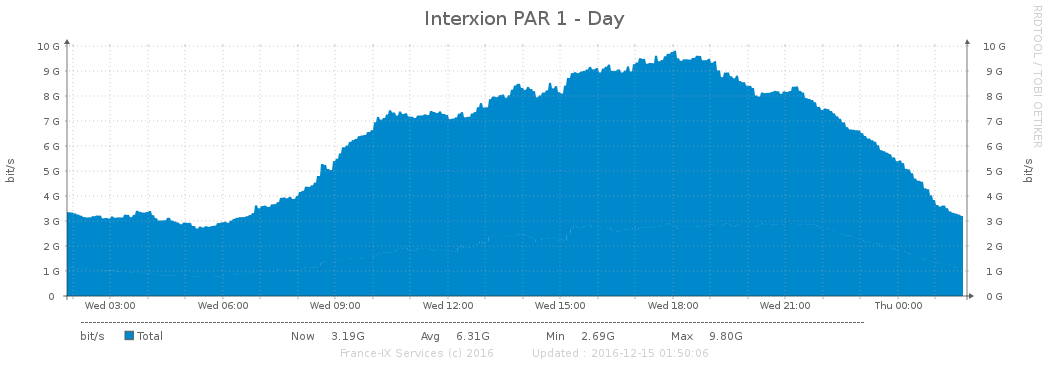 Interxion PAR 1 - Day
RRDTOOL / TOBI OETIKER
10 G 10 G
9 G 9 G
8 G 8 G
7 G 7 G
6 G 6 G
5 G 5 G
4 G 4 G
3 G 3 G
2 G 2 G
1 G 1 G
0 0 G
bit/s bit/s
Wed 03:00 Wed 06:00 Wed 09:00 Wed 12:00 Wed 15:00 Wed 18:00 Wed 21:00 Thu 00:00
bit/s Total Now 3.19G Avg 6.31G Min 2.69G Max 9.80G
France-IX Services (c) 2016 Updated : 2016-12-15 01:50:06